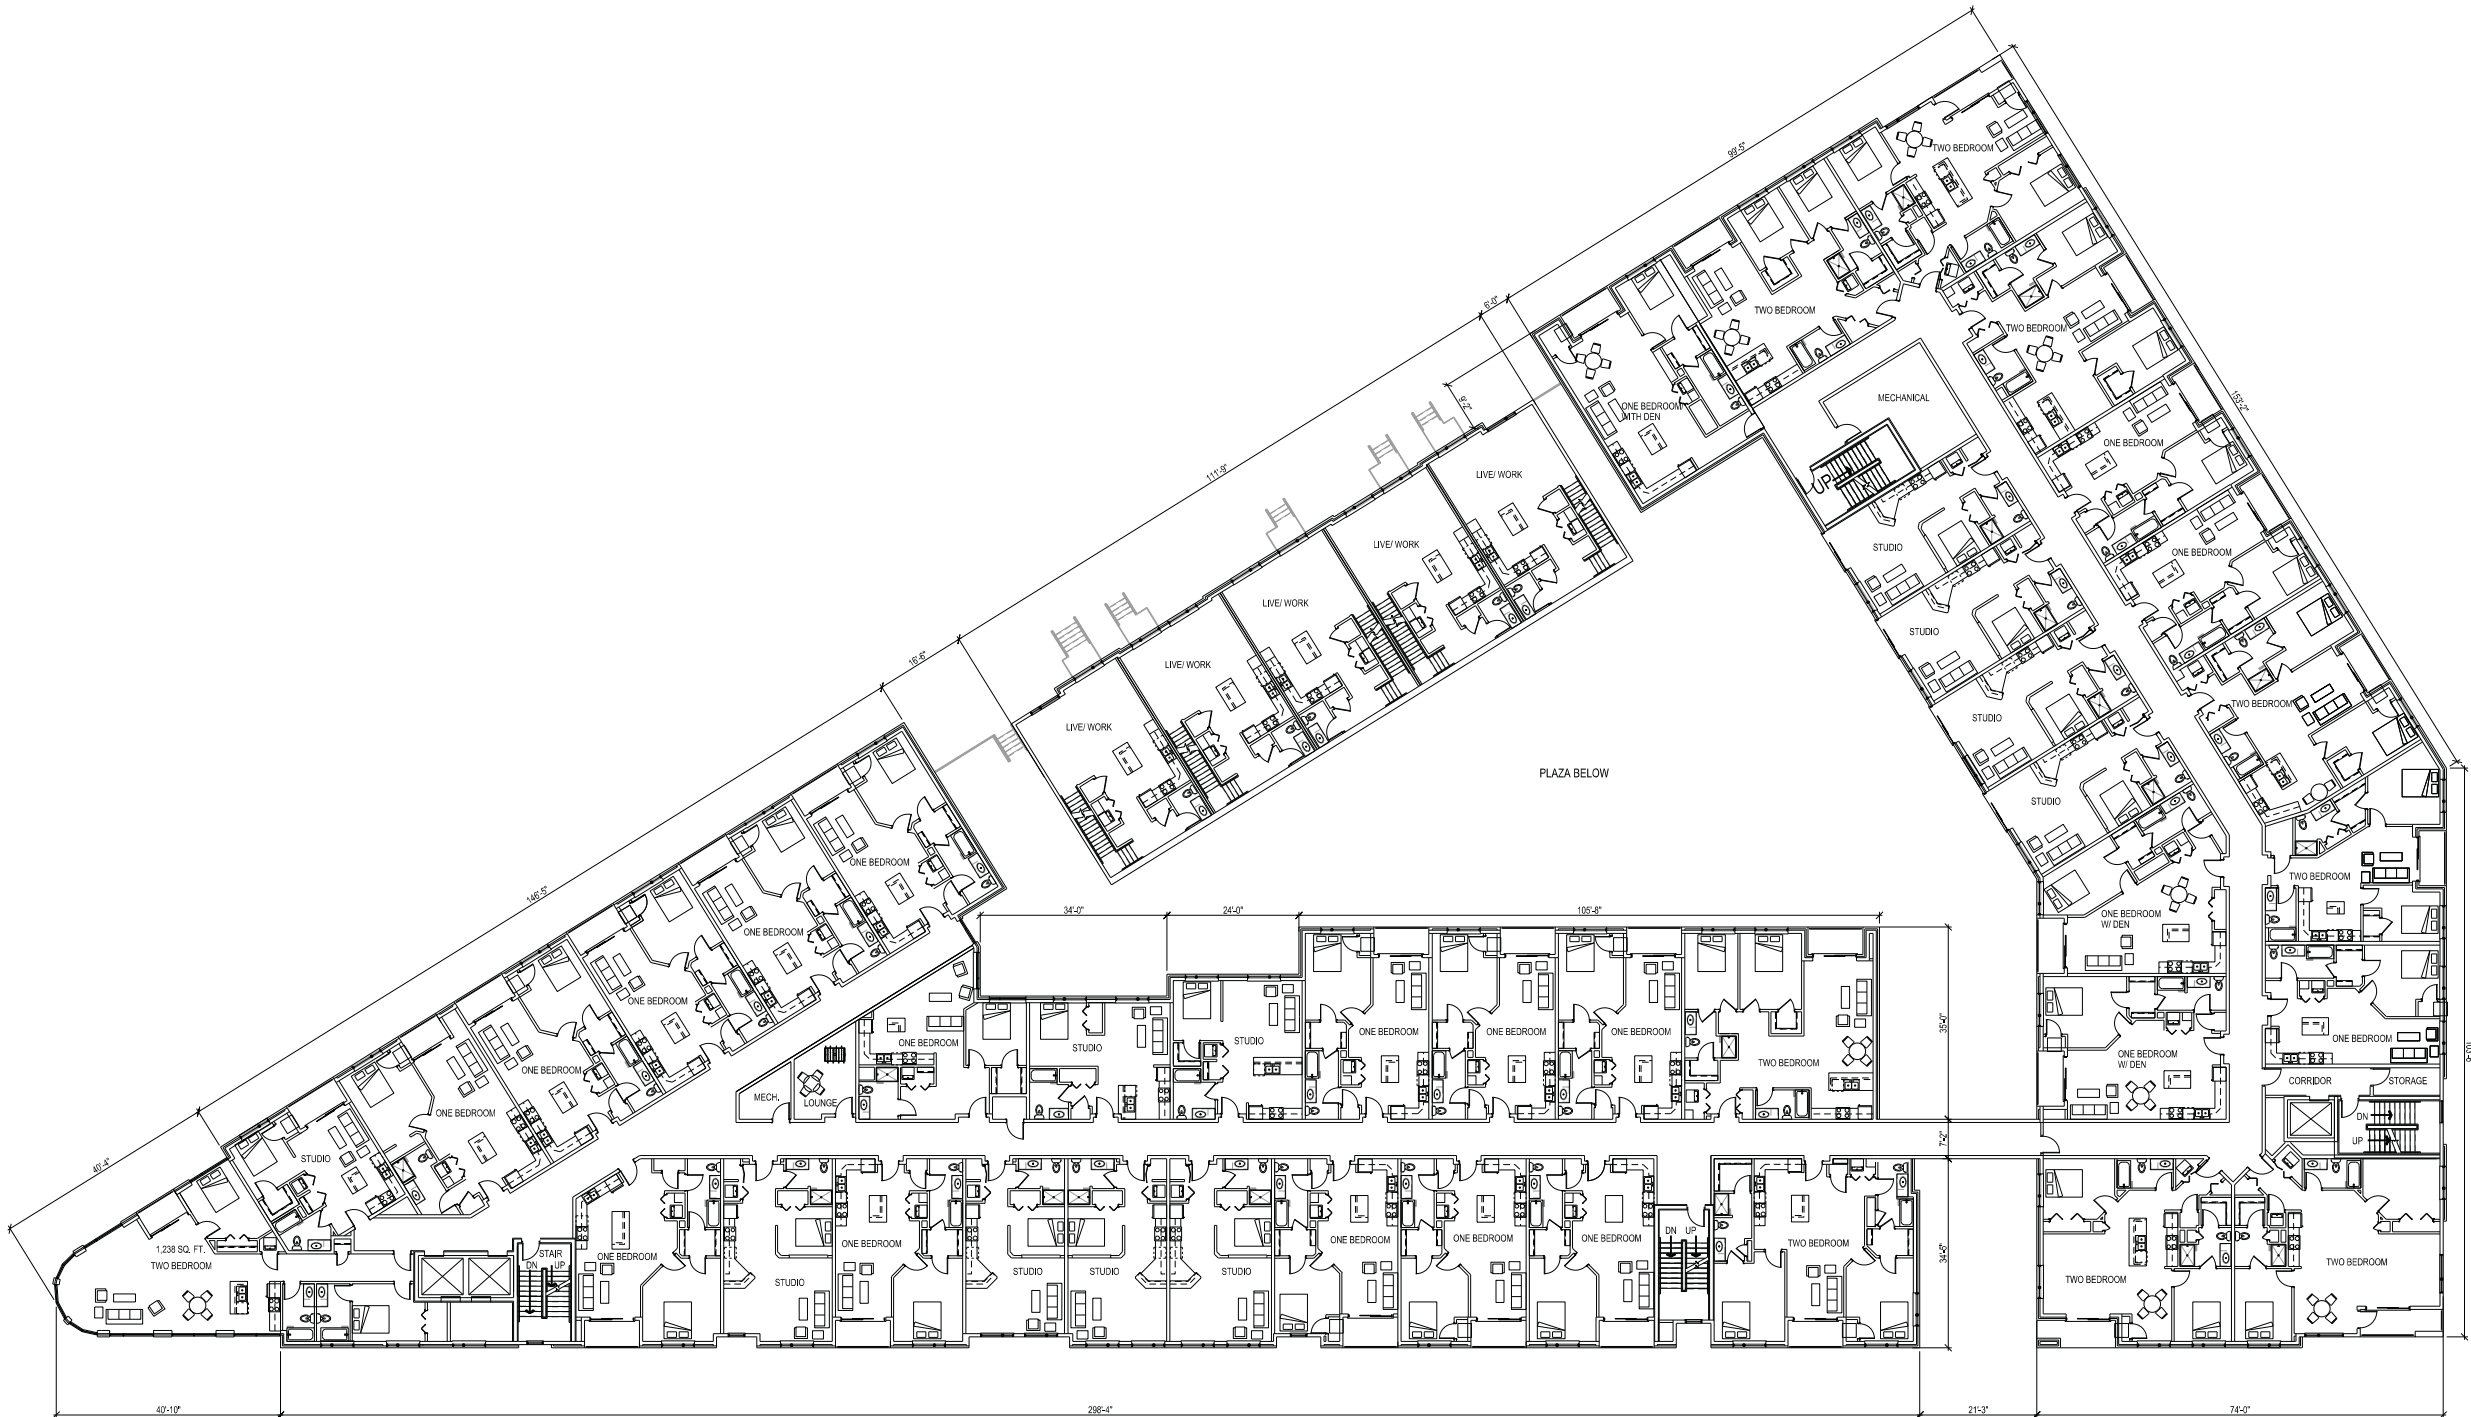 99'-5"
TWO BEDROOM
6'-0"
TWO BEDROOM
TWO BEDROOM
153'-2"
9'-2"
ONE BEDROOM
WITH DEN
MECHANICAL
ONE BEDROOM
111'-9"
LIVE/ WORK
UP
LIVE/ WORK
STUDIO
ONE BEDROOM
LIVE/ WORK
STUDIO
16'-6"
LIVE/ WORK
TWO BEDROOM
LIVE/ WORK
STUDIO
PLAZA BELOW
STUDIO
146'-5"
ONE BEDROOM
TWO BEDROOM
34'-0"
24'-0"
105'-8"
ONE BEDROOM
W/ DEN
ONE BEDROOM
ONE BEDROOM
ONE BEDROOM
STUDIO
STUDIO
ONE BEDROOM
ONE BEDROOM
ONE BEDROOM
35'-0"
ONE BEDROOM
TWO BEDROOM
ONE BEDROOM
W/ DEN
ONE BEDROOM
CORRIDOR
STORAGE
MECH.
LOUNGE
ONE BEDROOM
DN
UP
7'-2"
40'-4"
STUDIO
1,238 SQ. FT.
TWO BEDROOM
STAIR
DN
UP
ONE BEDROOM
STUDIO
ONE BEDROOM
STUDIO
STUDIO
STUDIO
ONE BEDROOM
ONE BEDROOM
ONE BEDROOM
DN
UP
TWO BEDROOM
34'-6"
TWO BEDROOM
TWO BEDROOM
40'-10"
298'-4"
21'-3"
74'-0"